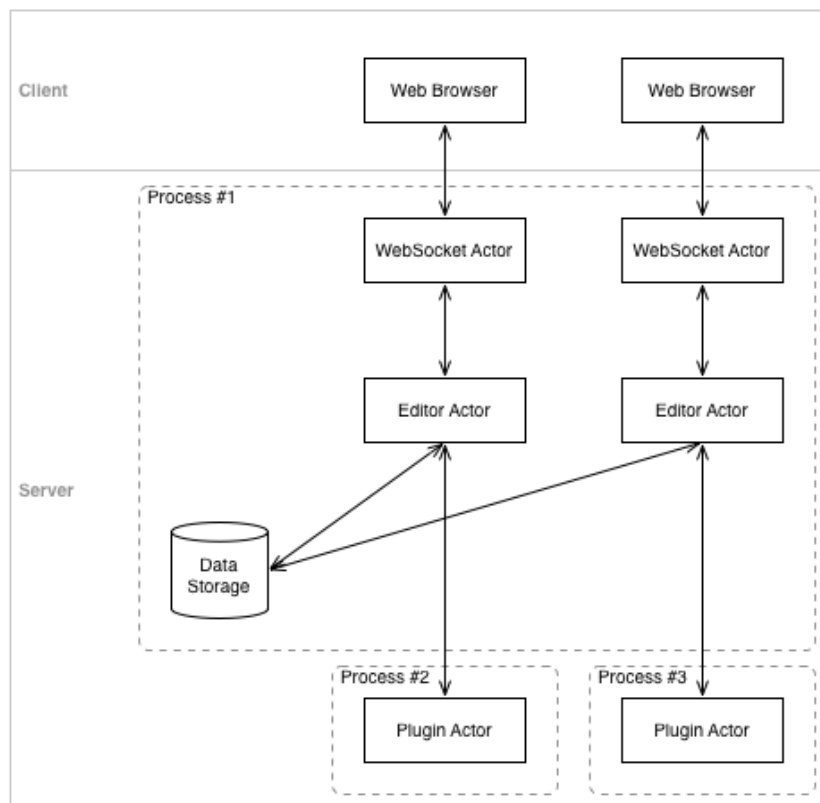 Client
Web Browser
Web Browser
Process #1
WebSocket Actor
WebSocket Actor
Editor Actor
Editor Actor
Server
Data
Storage
Process #2
Process #3
Plugin Actor
Plugin Actor